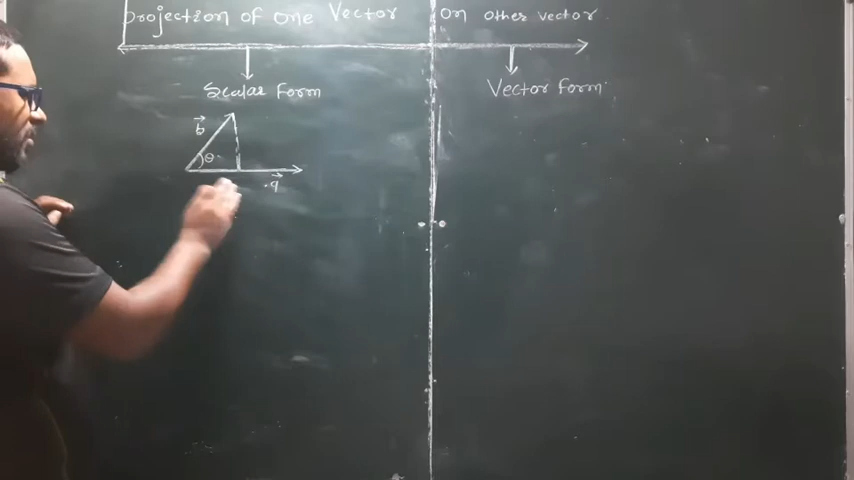 projection of one Vector on other vector
Scalar Form
Vector Form
b⃗
θ
a⃗